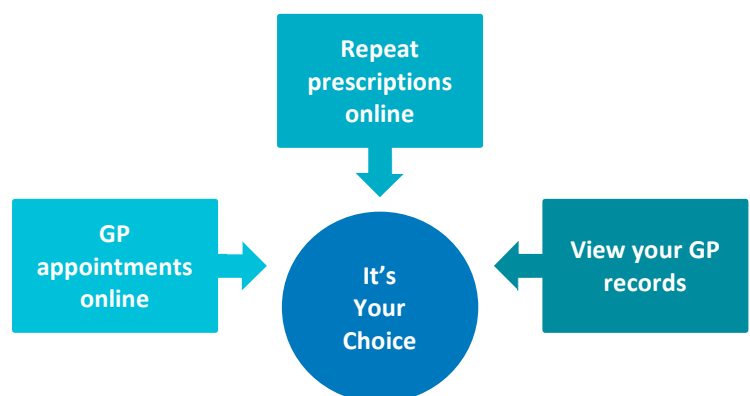 Repeat
prescriptions
online
GP
appointments
online
It’s
Your
Choice
View your GP
records